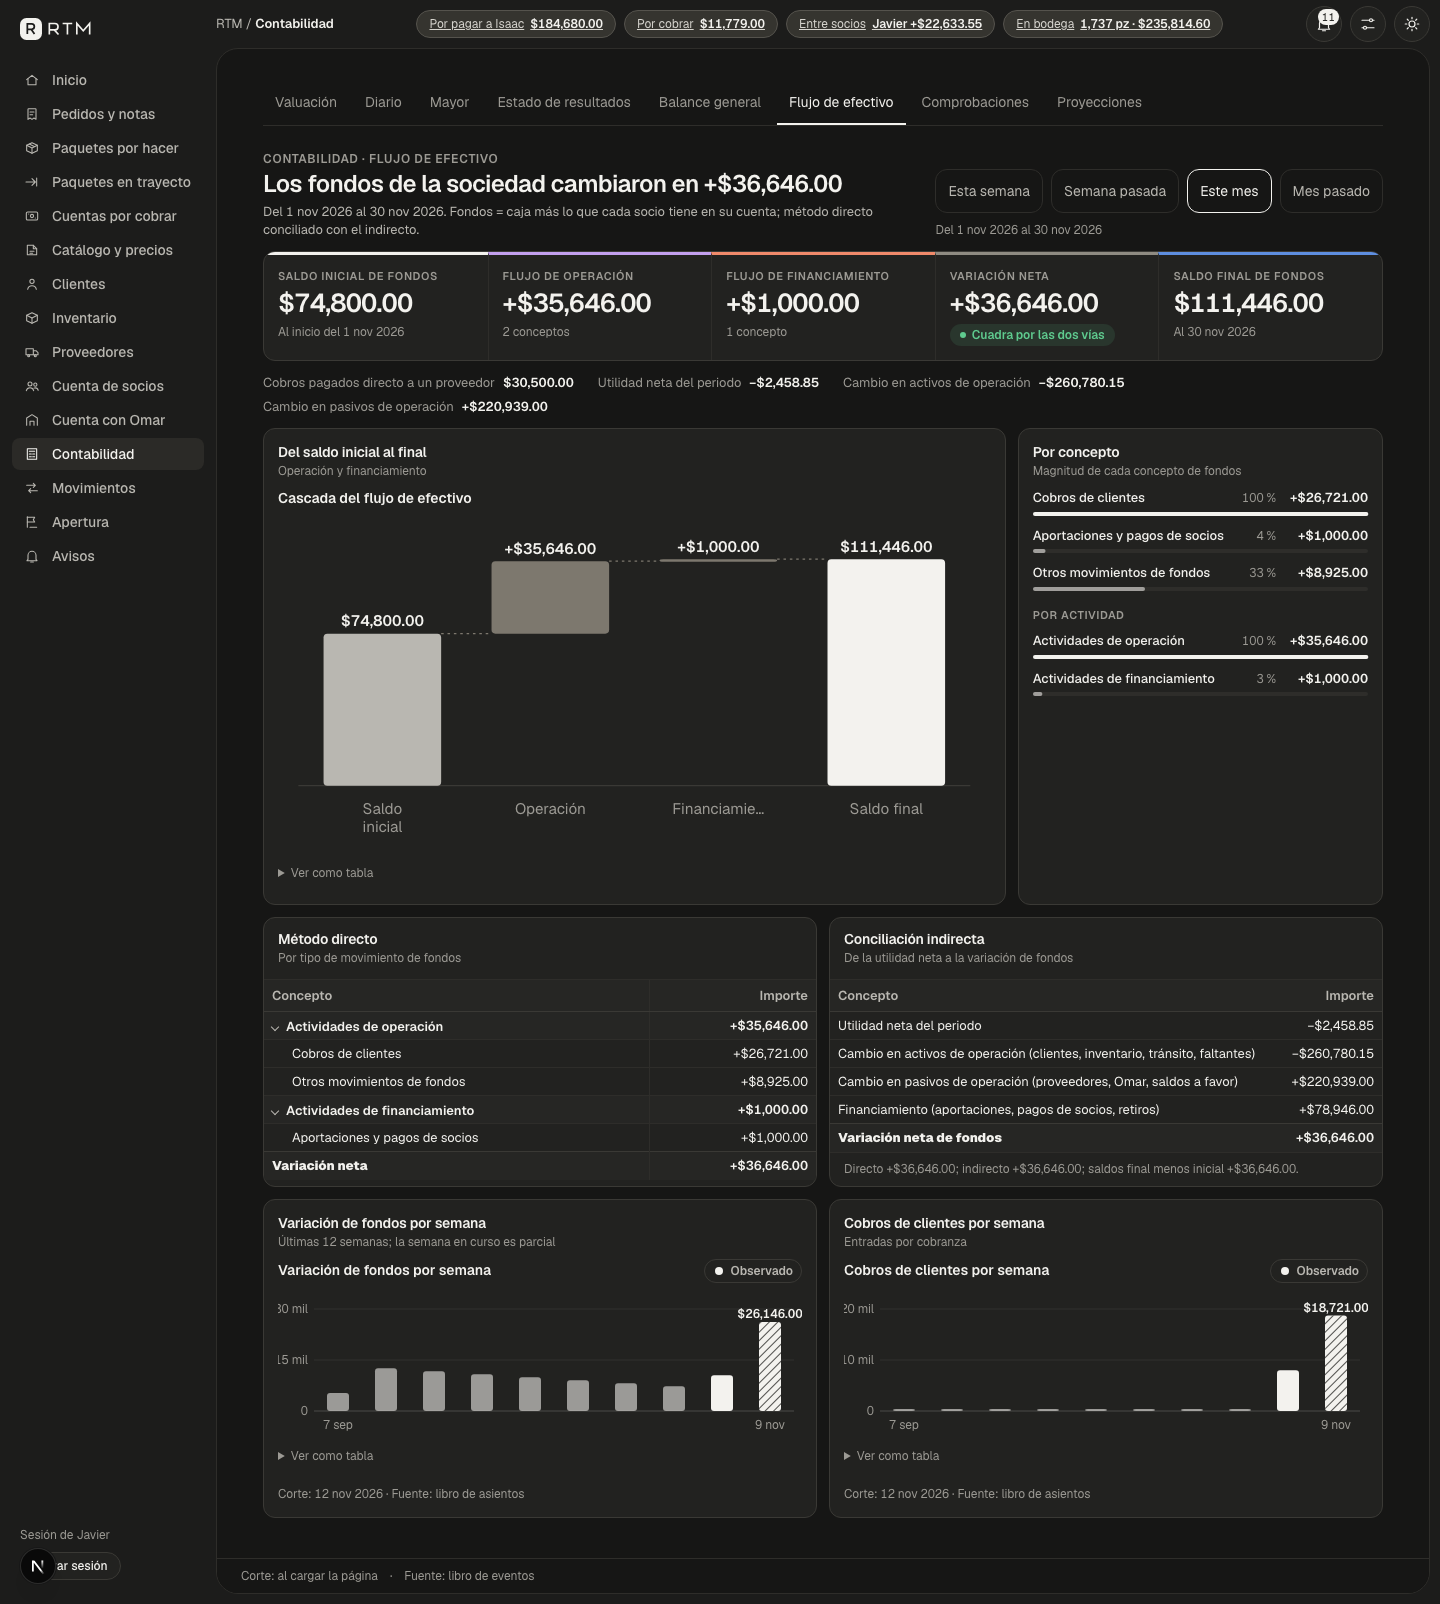 R RTM
RTM / Contabilidad
Por pagar a Isaac $184,680.00
Por cobrar $11,779.00
Entre socios Javier +$22,633.55
En bodega 1,737 pz · $235,814.60
11
Inicio
Pedidos y notas
Paquetes por hacer
Paquetes en trayecto
Cuentas por cobrar
Catálogo y precios
Clientes
Inventario
Proveedores
Cuenta de socios
Cuenta con Omar
Contabilidad
Movimientos
Apertura
Avisos
Sesión de Javier
N ar sesión
Valuación Diario Mayor Estado de resultados Balance general Flujo de efectivo Comprobaciones Proyecciones
CONTABILIDAD · FLUJO DE EFECTIVO
Los fondos de la sociedad cambiaron en +$36,646.00
Del 1 nov 2026 al 30 nov 2026. Fondos = caja más lo que cada socio tiene en su cuenta; método directo
conciliado con el indirecto.
Esta semana Semana pasada Este mes Mes pasado
Del 1 nov 2026 al 30 nov 2026
SALDO INICIAL DE FONDOS
$74,800.00
Al inicio del 1 nov 2026
FLUJO DE OPERACIÓN
+$35,646.00
2 conceptos
FLUJO DE FINANCIAMIENTO
+$1,000.00
1 concepto
VARIACIÓN NETA
+$36,646.00
Cuadra por las dos vías
SALDO FINAL DE FONDOS
$111,446.00
Al 30 nov 2026
Cobros pagados directo a un proveedor $30,500.00 Utilidad neta del periodo −$2,458.85 Cambio en activos de operación −$260,780.15
Cambio en pasivos de operación +$220,939.00
Del saldo inicial al final
Operación y financiamiento
Cascada del flujo de efectivo
$74,800.00
+$35,646.00
+$1,000.00
$111,446.00
Saldo
inicial
Operación
Financiamie...
Saldo final
Ver como tabla
Por concepto
Magnitud de cada concepto de fondos
Cobros de clientes 100 % +$26,721.00
Aportaciones y pagos de socios 4 % +$1,000.00
Otros movimientos de fondos 33 % +$8,925.00
POR ACTIVIDAD
Actividades de operación 100 % +$35,646.00
Actividades de financiamiento 3 % +$1,000.00
Método directo
Por tipo de movimiento de fondos
Concepto Importe
Actividades de operación +$35,646.00
Cobros de clientes +$26,721.00
Otros movimientos de fondos +$8,925.00
Actividades de financiamiento +$1,000.00
Aportaciones y pagos de socios +$1,000.00
Variación neta +$36,646.00
Conciliación indirecta
De la utilidad neta a la variación de fondos
Concepto Importe
Utilidad neta del periodo −$2,458.85
Cambio en activos de operación (clientes, inventario, tránsito, faltantes) −$260,780.15
Cambio en pasivos de operación (proveedores, Omar, saldos a favor) +$220,939.00
Financiamiento (aportaciones, pagos de socios, retiros) +$78,946.00
Variación neta de fondos +$36,646.00
Directo +$36,646.00; indirecto +$36,646.00; saldos final menos inicial +$36,646.00.
Variación de fondos por semana
Últimas 12 semanas; la semana en curso es parcial
Variación de fondos por semana
Observado
30 mil
15 mil
0
$26,146.00
7 sep
9 nov
Ver como tabla
Corte: 12 nov 2026 · Fuente: libro de asientos
Cobros de clientes por semana
Entradas por cobranza
Cobros de clientes por semana
Observado
20 mil
10 mil
0
$18,721.00
7 sep
9 nov
Ver como tabla
Corte: 12 nov 2026 · Fuente: libro de asientos
Corte: al cargar la página · Fuente: libro de eventos